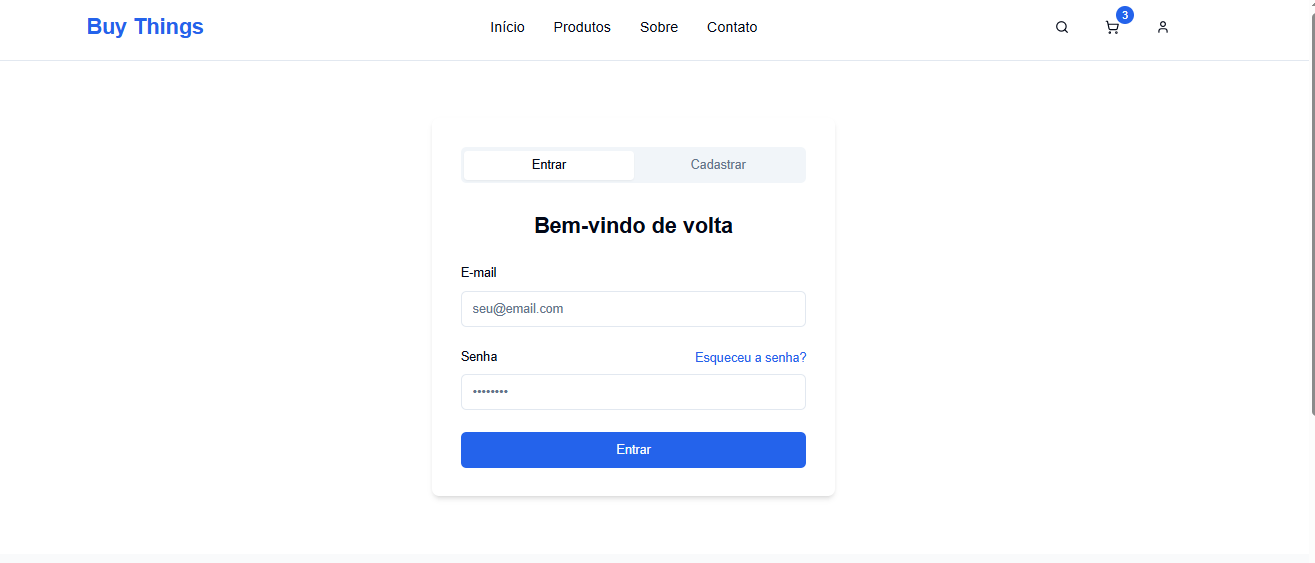 Buy Things
Início Produtos Sobre Contato
3
Entrar Cadastrar
Bem-vindo de volta
E-mail
seu@email.com
Senha Esqueceu a senha?
••••••••
Entrar